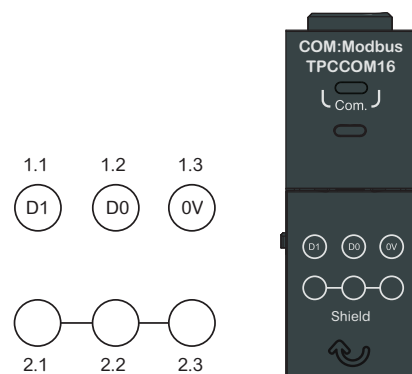 COM:Modbus
TPCCOM16
Com.
1.1 1.2 1.3
D1 D0 0V
2.1 2.2 2.3
D1 D0 0V
Shield